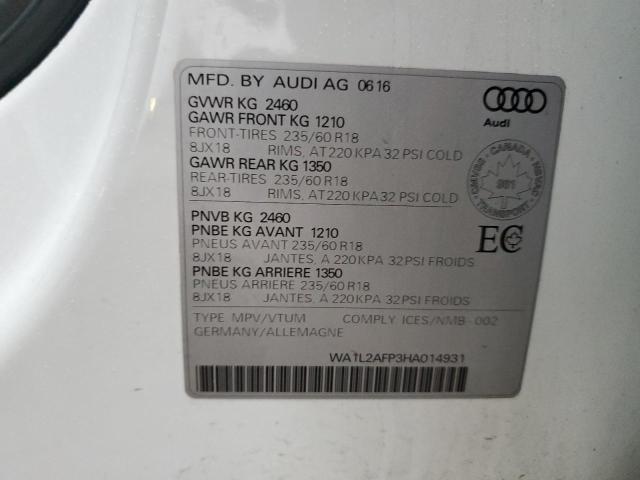 MFD. BY AUDI AG 0616
GVWR KG 2460
GAWR FRONT KG 1210
FRONT-TIRES 235/60 R18
8JX18 RIMS, AT 220 KPA 32 PSI COLD
GAWR REAR KG 1350
REAR-TIRES 235/60 R18
8JX18 RIMS, AT 220 KPA 32 PSI COLD
Audi
CANADA
CMVSS
NSVAC
961
TRANSPORT
PNVB KG 2460
PNBE KG AVANT 1210
PNEUS AVANT 235/60 R18
8JX18 JANTES, A 220 KPA 32 PSI FROIDS
PNBE KG ARRIERE 1350
PNEUS ARRIERE 235/60 R18
8JX18 JANTES, A 220 KPA 32 PSI FROIDS
EC
TYPE MPV/VTUM COMPLY ICES/NMB-002
GERMANY/ALLEMAGNE
WA1L2AFP3HA014931